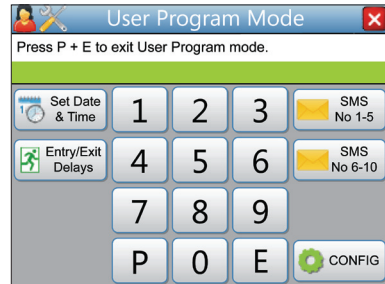 User Program Mode
Press P + E to exit User Program mode.
Set Date
& Time
1
2
3
SMS
No 1-5
Entry/Exit
Delays
4
5
6
SMS
No 6-10
7
8
9
P
0
E
CONFIG